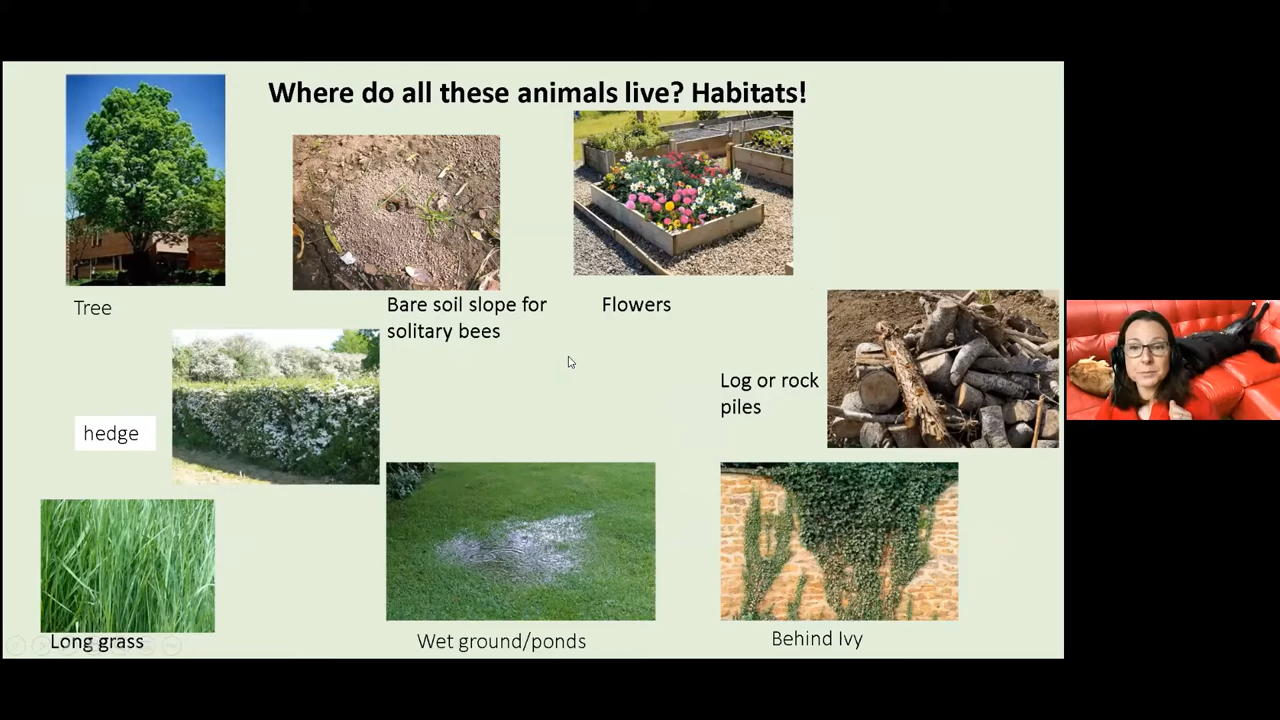 Where do all these animals live? Habitats!
Tree
Bare soil slope for
solitary bees
Flowers
Log or rock
piles
hedge
Long grass
Wet ground/ponds
Behind Ivy